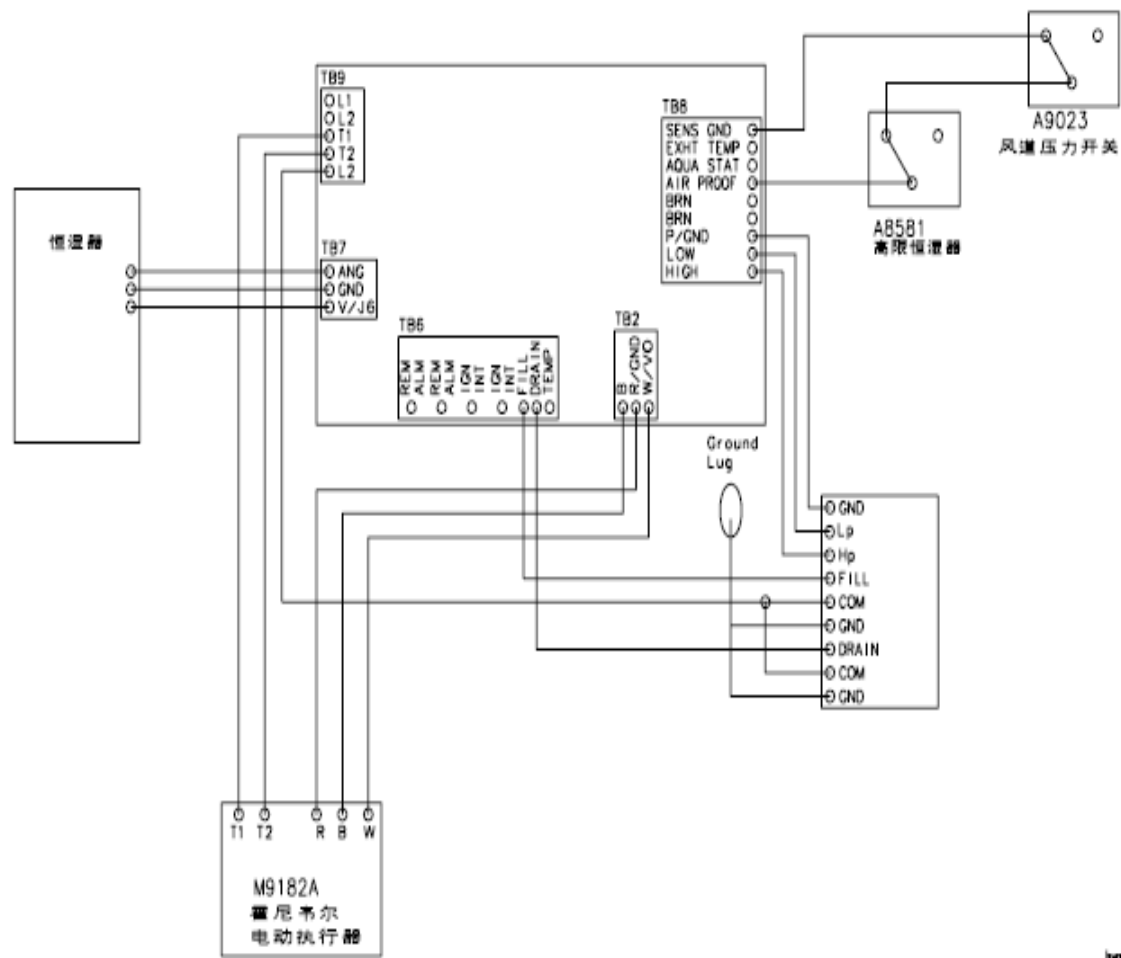 A9023
风道压力开关
TB9
L1
L2
T1
T2
L2
TB8
SENS GND
EXHT TEMP
AQUA STAT
AIR PROOF
BRN
BRN
P/GND
LOW
HIGH
A8581
高限恒湿器
恒湿器
TB7
ANG
GND
V/J6
TB6
REM
ALM
REM
ALM
IGN
INT
IGN
INT
FILL
DRAIN
TEMP
TB2
B
R/GND
W/VO
Ground
Lug
GND
Lp
Hp
FILL
COM
GND
DRAIN
COM
GND
T1 T2 R B W
M9182A
霍尼韦尔
电动执行器